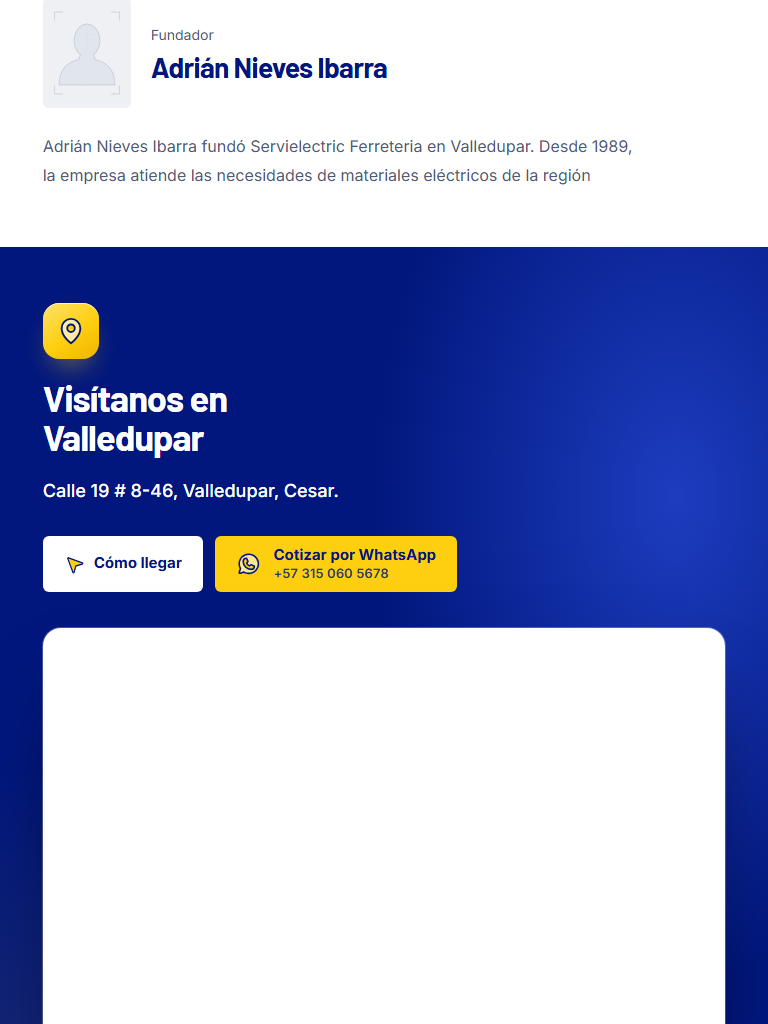 Fundador
Adrián Nieves Ibarra
Adrián Nieves Ibarra fundó Servielectric Ferreteria en Valledupar. Desde 1989,
la empresa atiende las necesidades de materiales eléctricos de la región
Visítanos en
Valledupar
Calle 19 # 8-46, Valledupar, Cesar.
Cómo llegar
Cotizar por WhatsApp
+57 315 060 5678